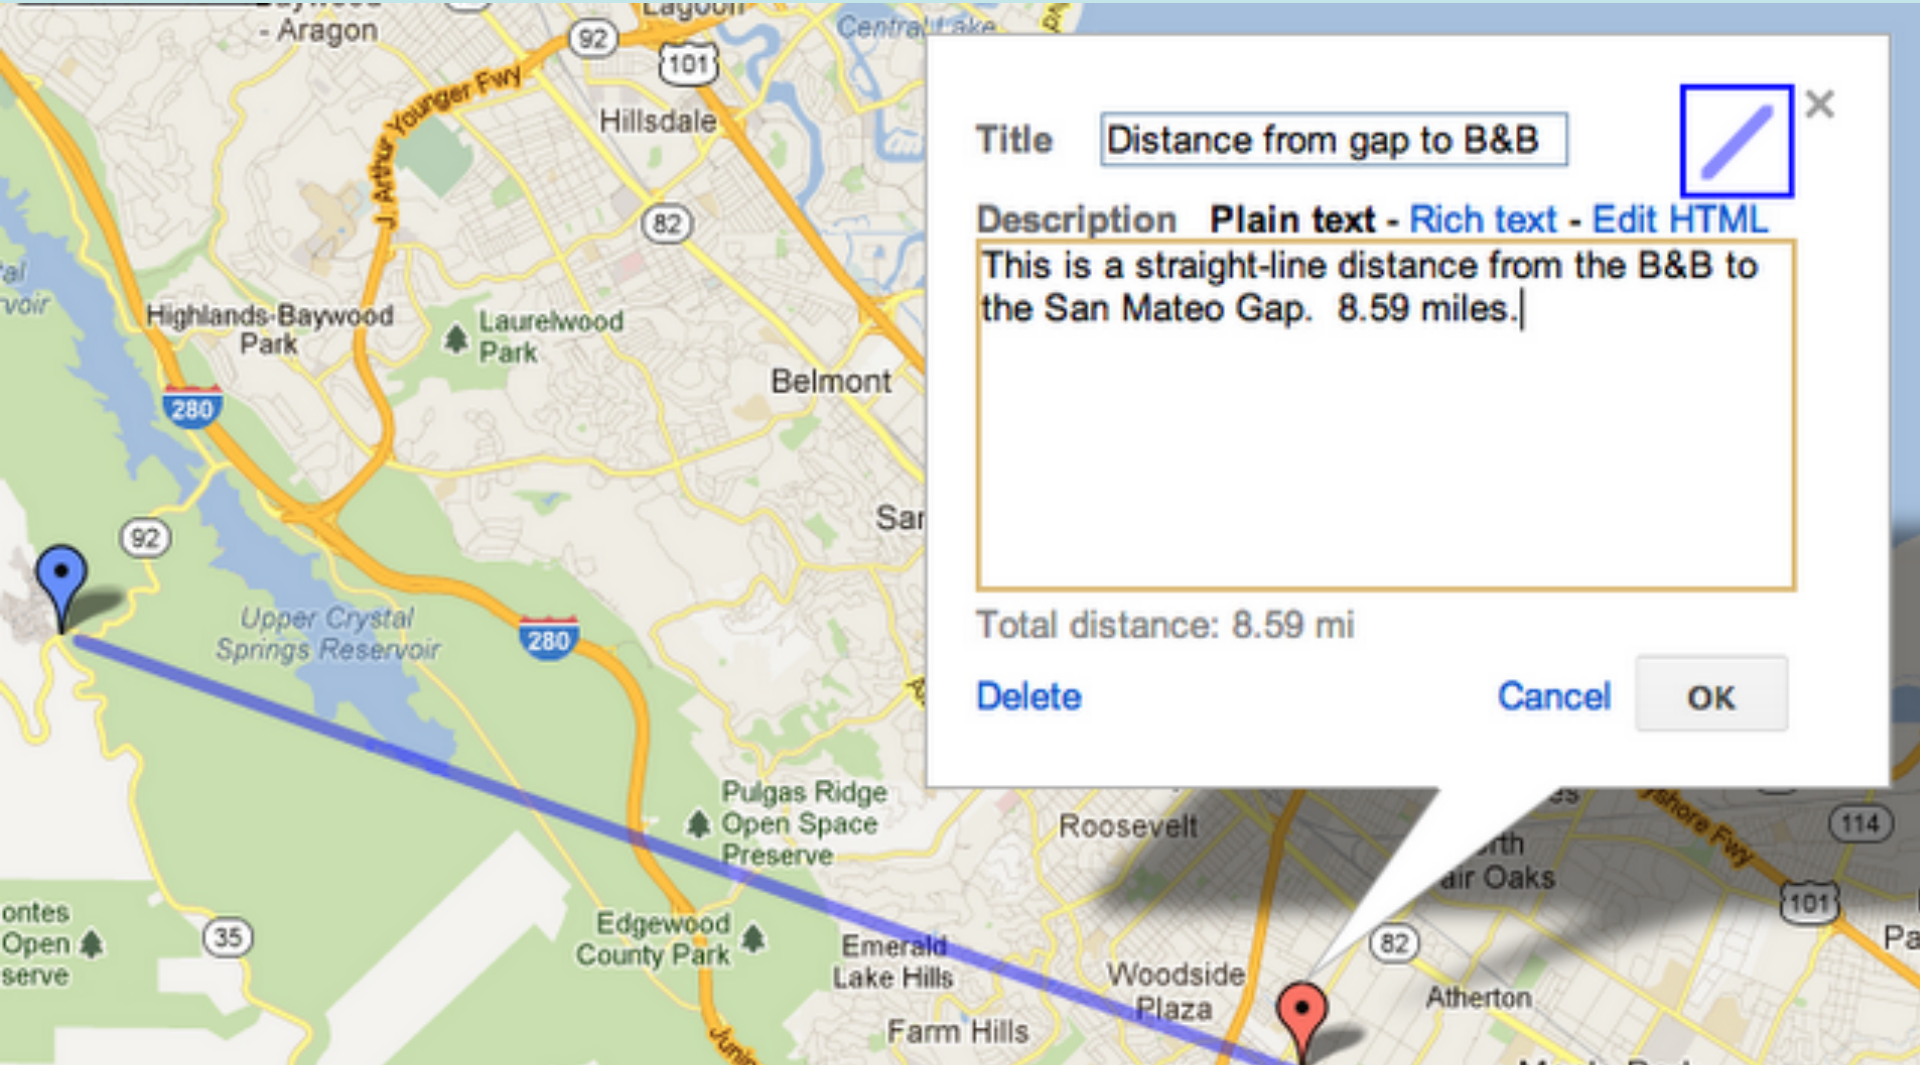 - Aragon
Lagoon
Central Lake
92
101
J. Arthur Younger Fwy
Hillsdale
82
Highlands-Baywood
Park
Laurelwood
Park
Belmont
280
92
Upper Crystal
Springs Reservoir
280
Title Distance from gap to B&B
Description Plain text - Rich text - Edit HTML
This is a straight-line distance from the B&B to
the San Mateo Gap. 8.59 miles.
Total distance: 8.59 mi
Delete Cancel OK
Pulgas Ridge
Open Space
Preserve
Roosevelt
114
101
Edgewood
County Park
Emerald
Lake Hills
35
ontes
Open
serve
Woodside
Plaza
82
Atherton
Farm Hills
air Oaks